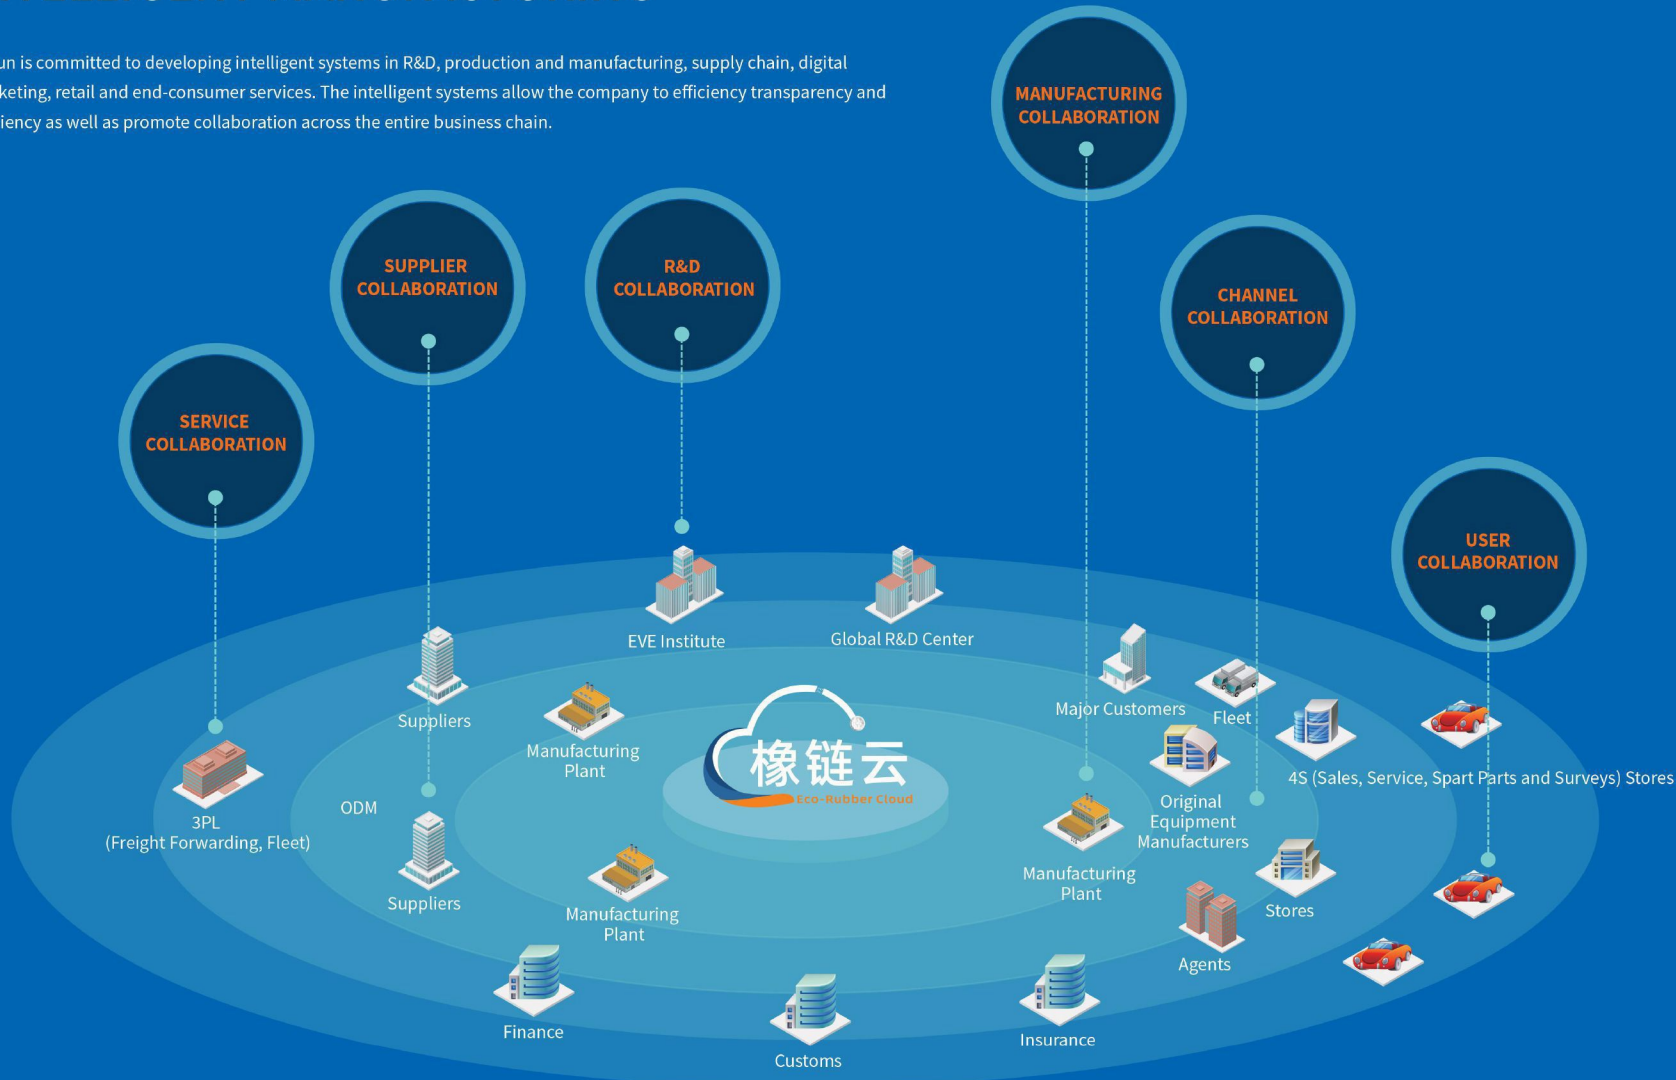 is committed to developing intelligent systems in R&D, production and manufacturing, supply chain, digital
retail and end-consumer services. The intelligent systems allow the company to efficiency transparency and
as well as promote collaboration across the entire business chain.
MANUFACTURING
COLLABORATION
SUPPLIER
COLLABORATION
R&D
COLLABORATION
CHANNEL
COLLABORATION
SERVICE
COLLABORATION
USER
COLLABORATION
EVE Institute
Global R&D Center
Suppliers
Manufacturing
Plant
Major Customers
Fleet
4S (Sales, Service, Spart Parts and Surveys) Stores
橡链云
Eco-Rubber Cloud
ODM
3PL
(Freight Forwarding, Fleet)
Original
Equipment
Manufacturers
Suppliers
Manufacturing
Plant
Manufacturing
Plant
Stores
Agents
Finance
Customs
Insurance